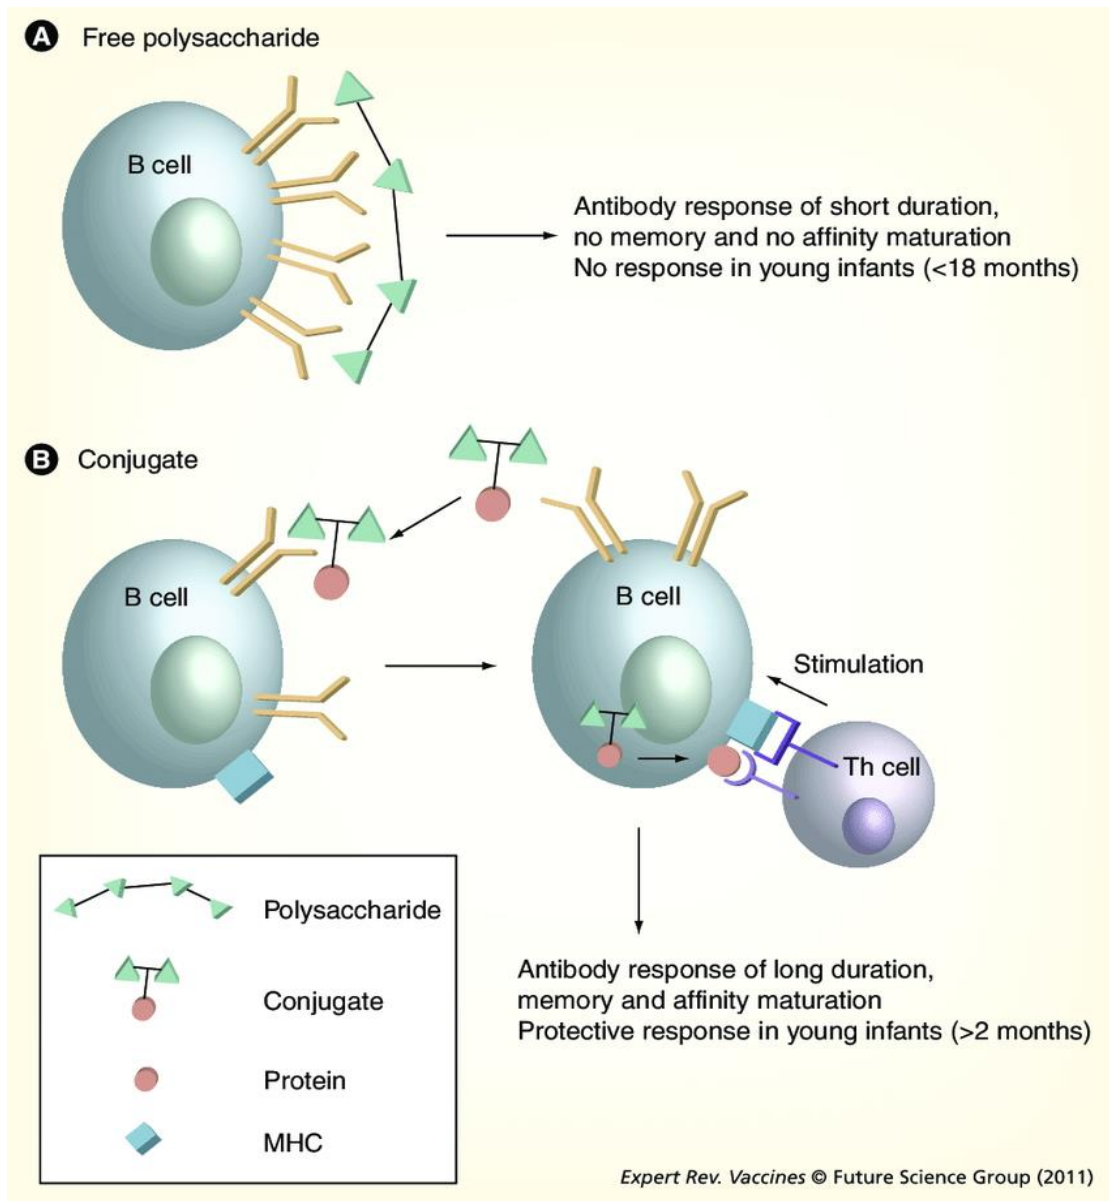 A Free polysaccharide
B cell
Antibody response of short duration,
no memory and no affinity maturation
No response in young infants (<18 months)
B Conjugate
B cell
B cell
Stimulation
Th cell
Antibody response of long duration,
memory and affinity maturation
Protective response in young infants (>2 months)
Polysaccharide
Conjugate
Protein
MHC
Expert Rev. Vaccines © Future Science Group (2011)